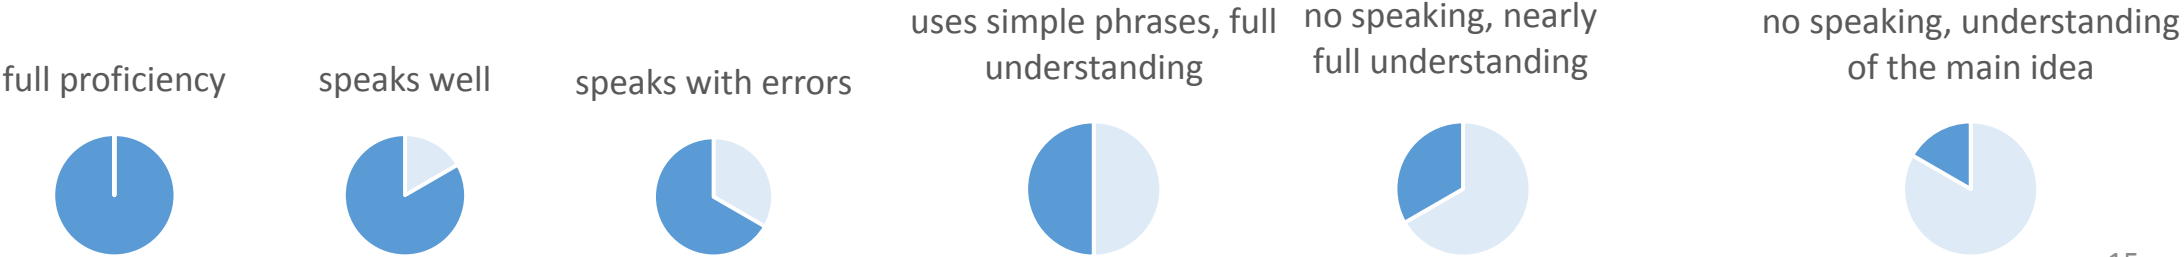 full proficiency
speaks well
speaks with errors
uses simple phrases, full
understanding
no speaking, nearly
full understanding
no speaking, understanding
of the main idea
15